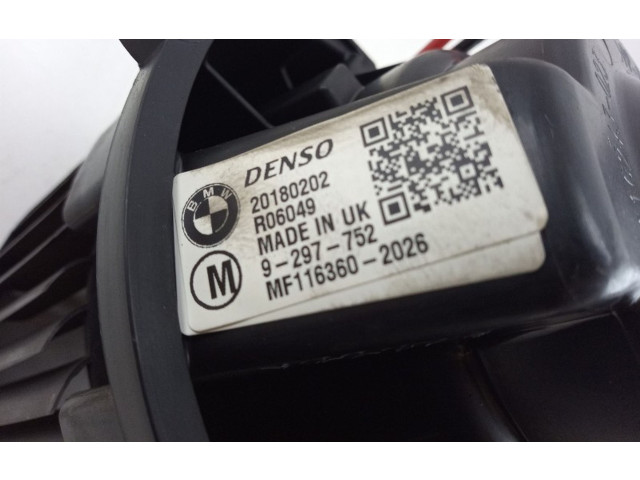 DENSO
BMW
20180202
R06049
MADE IN UK
9-297-752
M
MF116360-2026